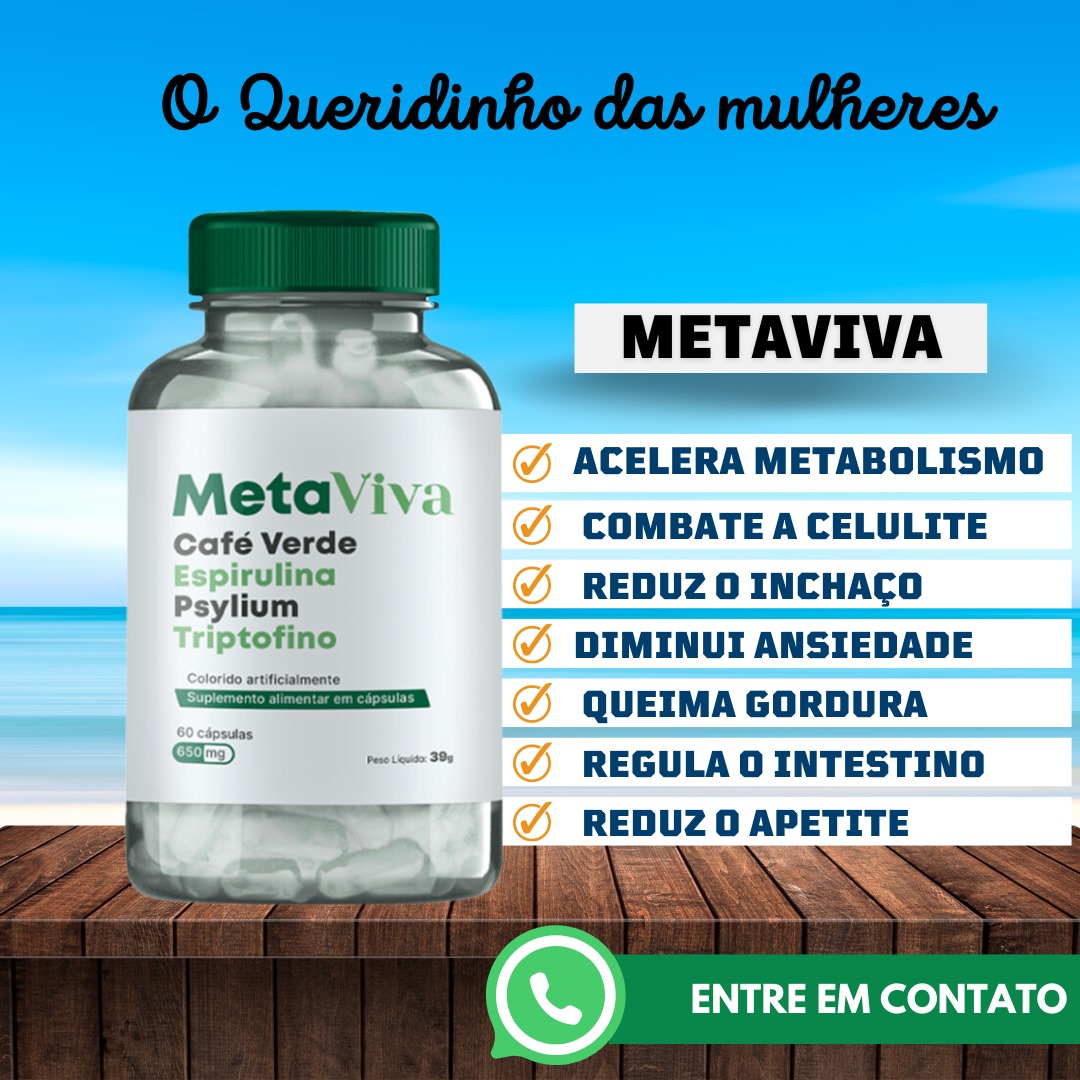 O Queridinho das mulheres
METAVIVA
MetaViva
Café Verde
Espirulina
Psylium
Triptofino
Colorido artificialmente
Suplemento alimentar em cápsulas
60 cápsulas
650 mg
Peso Líquido: 39g
ACELERA METABOLISMO
COMBATE A CELULITE
REDUZ O INCHAÇO
DIMINUI ANSIEDADE
QUEIMA GORDURA
REGULA O INTESTINO
REDUZ O APETITE
ENTRE EM CONTATO